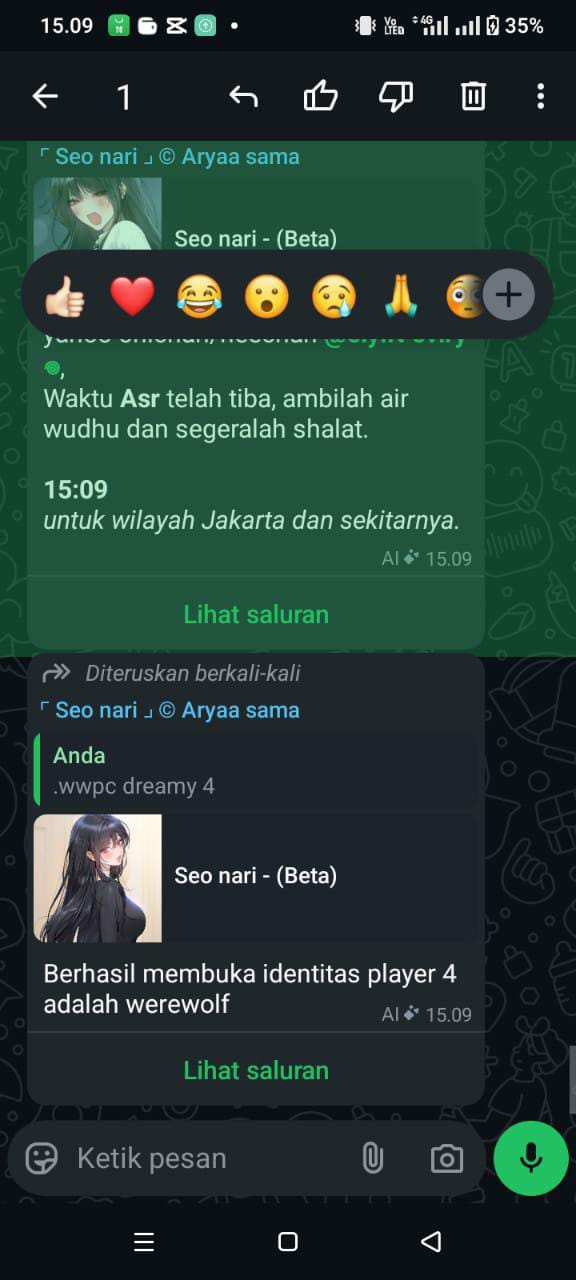 15.09
Vo
LTED
4G
35%
1
「 Seo nari 」 © Aryaa sama
Seo nari - (Beta)
Waktu Asr telah tiba, ambilah air
wudhu dan segeralah shalat.
15:09
untuk wilayah Jakarta dan sekitarnya.
AI 15.09
Lihat saluran
Diteruskan berkali-kali
「 Seo nari 」 © Aryaa sama
Anda
.wwpc dreamy 4
Seo nari - (Beta)
Berhasil membuka identitas player 4
adalah werewolf
AI 15.09
Lihat saluran
Ketik pesan